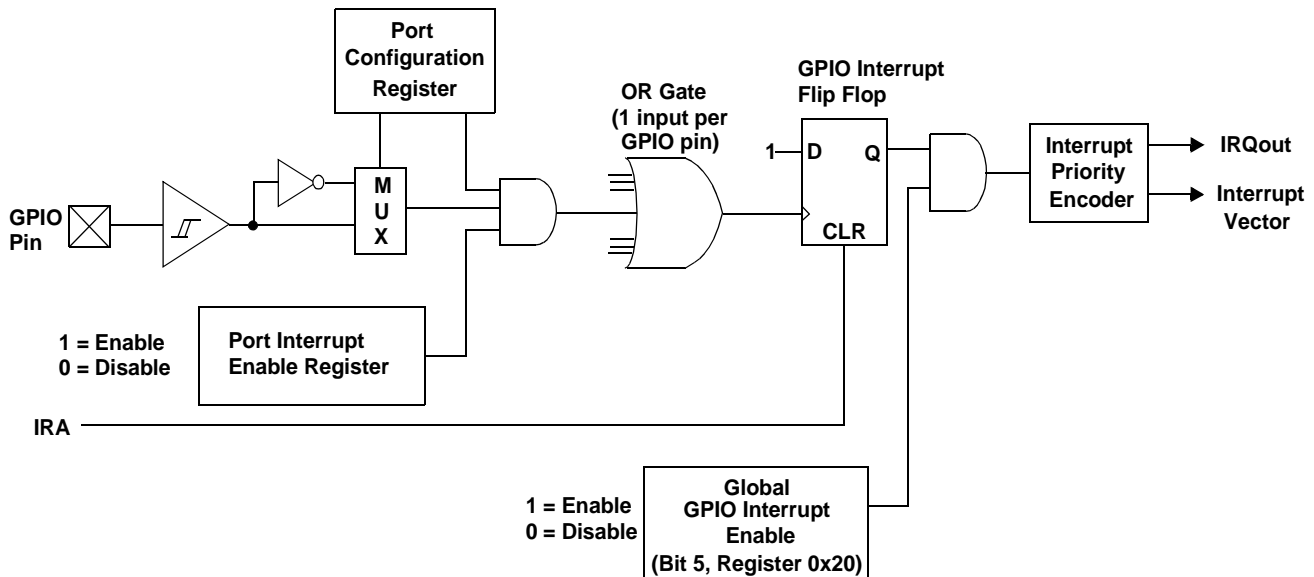 Port
Configuration
Register
GPIO Interrupt
Flip Flop
OR Gate
(1 input per
GPIO pin)
1
D
Q
CLR
Interrupt
Priority
Encoder
IRQout
Interrupt
Vector
M
U
X
GPIO
Pin
1 = Enable
0 = Disable
Port Interrupt
Enable Register
IRA
1 = Enable
0 = Disable
Global
GPIO Interrupt
Enable
(Bit 5, Register 0x20)